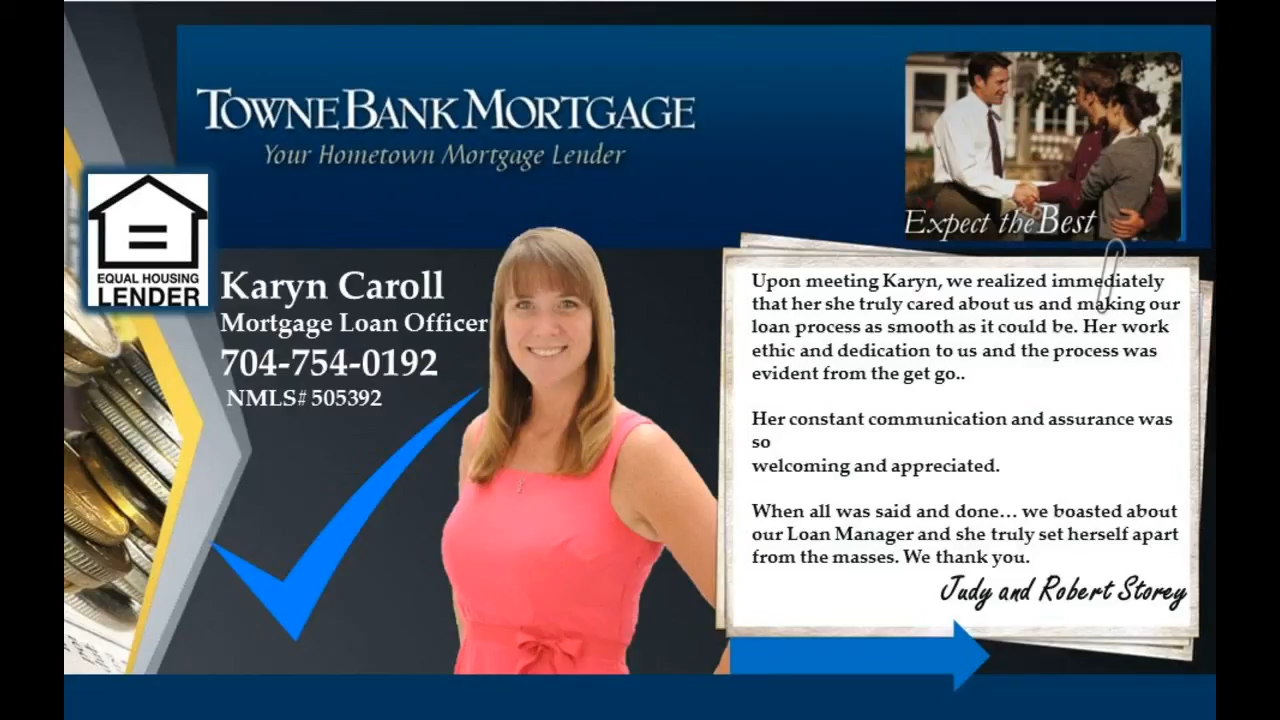 TOWNEBANK MORTGAGE
Your Hometown Mortgage Lender
Expect the Best
EQUAL HOUSING
LENDER
Karyn Caroll
Mortgage Loan Officer
704-754-0192
NMLS# 505392
Upon meeting Karyn, we realized immediately
that her she truly cared about us and making our
loan process as smooth as it could be. Her work
ethic and dedication to us and the process was
evident from the get go..
Her constant communication and assurance was
so
welcoming and appreciated.
When all was said and done... we boasted about
our Loan Manager and she truly set herself apart
from the masses. We thank you.
Judy and Robert Storey